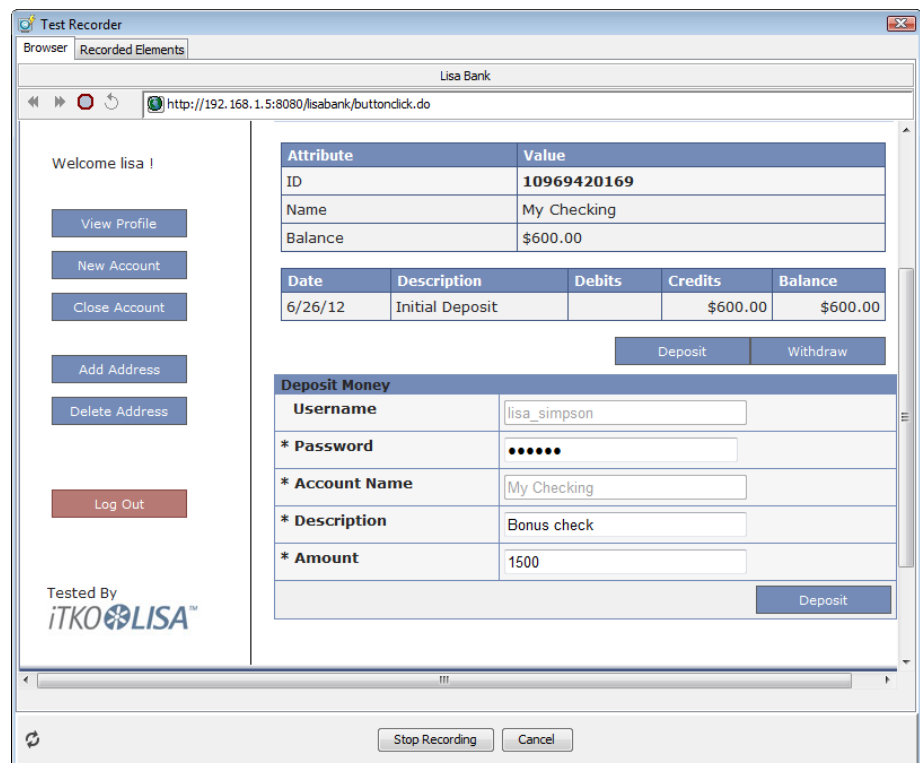 Test Recorder
Browser Recorded Elements
Lisa Bank
http://192.168.1.5:8080/lisabank/buttonclick.do
Welcome lisa !
View Profile
New Account
Close Account
Add Address
Delete Address
Log Out
Tested By
iTKO LISA™
Attribute Value
ID 10969420169
Name My Checking
Balance $600.00
Date Description Debits Credits Balance
6/26/12 Initial Deposit $600.00 $600.00
Deposit Withdraw
Deposit Money
Username lisa_simpson
* Password ••••••
* Account Name My Checking
* Description Bonus check
* Amount 1500
Deposit
Stop Recording Cancel